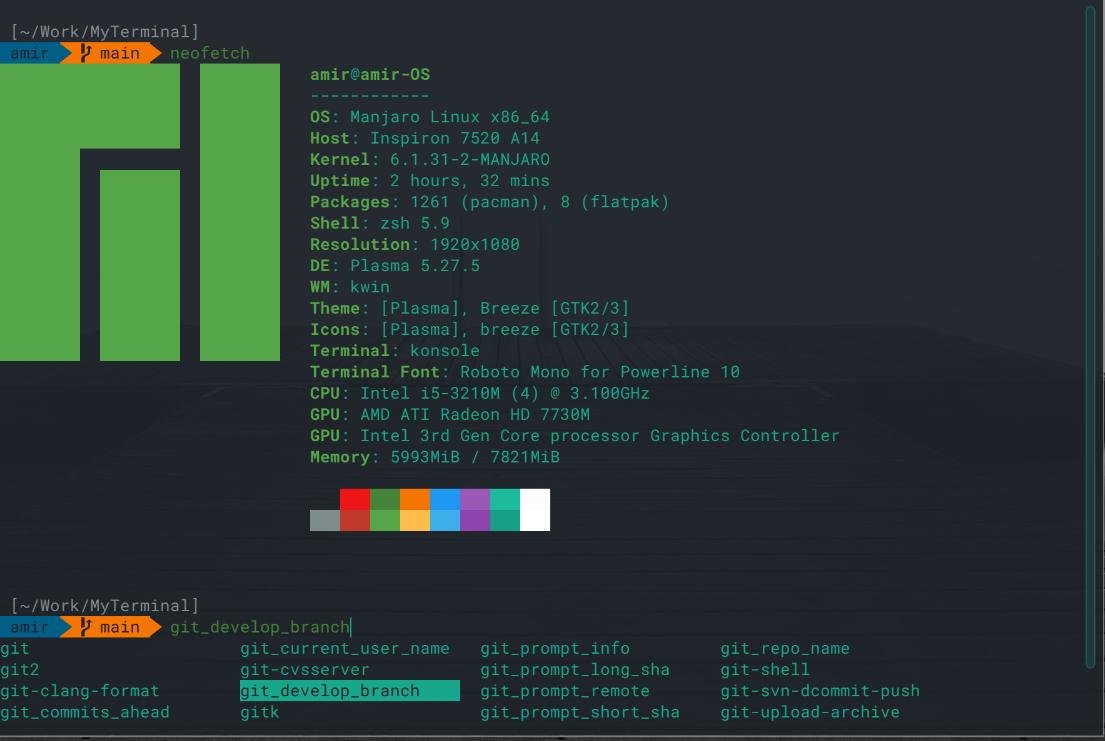 [~/Work/MyTerminal]
amir main neofetch
amir@amir-OS
------------
OS: Manjaro Linux x86_64
Host: Inspiron 7520 A14
Kernel: 6.1.31-2-MANJARO
Uptime: 2 hours, 32 mins
Packages: 1261 (pacman), 8 (flatpak)
Shell: zsh 5.9
Resolution: 1920x1080
DE: Plasma 5.27.5
WM: kwin
Theme: [Plasma], Breeze [GTK2/3]
Icons: [Plasma], breeze [GTK2/3]
Terminal: konsole
Terminal Font: Roboto Mono for Powerline 10
CPU: Intel i5-3210M (4) @ 3.100GHz
GPU: AMD ATI Radeon HD 7730M
GPU: Intel 3rd Gen Core processor Graphics Controller
Memory: 5993MiB / 7821MiB
[~/Work/MyTerminal]
amir main git_develop_branch
git git_current_user_name git_prompt_info git_repo_name
git2 git-cvsserver git_prompt_long_sha git-shell
git-clang-format git_develop_branch git_prompt_remote git-svn-dcommit-push
git_commits_ahead gitk git_prompt_short_sha git-upload-archive